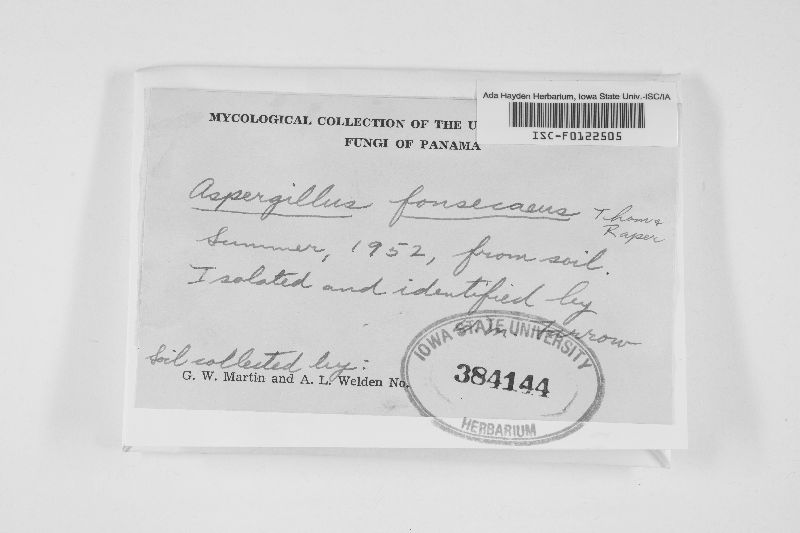 Ada Hayden Herbarium, Iowa State Univ.-ISC/IA
ISC-F0122505
MYCOLOGICAL COLLECTION OF THE U
FUNGI OF PANAMA
Aspergillus fonsecaeus Thom &
Raper
Summer, 1952, from soil.
Isolated and identified by
Farrow
Soil collected by:
G. W. Martin and A. L. Welden No.
IOWA STATE UNIVERSITY
384144
HERBARIUM